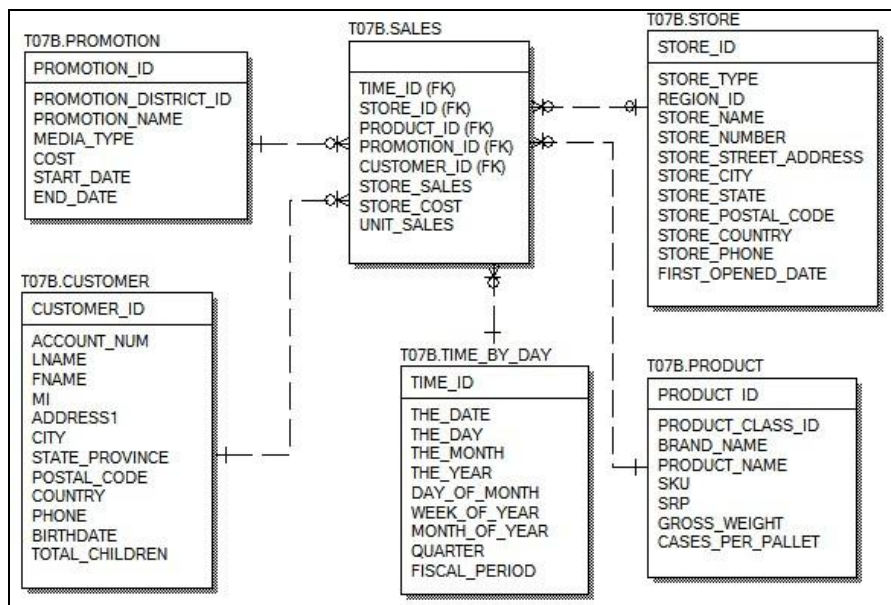 T07B.PROMOTION
PROMOTION_ID
PROMOTION_DISTRICT_ID
PROMOTION_NAME
MEDIA_TYPE
COST
START_DATE
END_DATE
T07B.SALES
TIME_ID (FK)
STORE_ID (FK)
PRODUCT_ID (FK)
PROMOTION_ID (FK)
CUSTOMER_ID (FK)
STORE_SALES
STORE_COST
UNIT_SALES
T07B.STORE
STORE_ID
STORE_TYPE
REGION_ID
STORE_NAME
STORE_NUMBER
STORE_STREET_ADDRESS
STORE_CITY
STORE_STATE
STORE_POSTAL_CODE
STORE_COUNTRY
STORE_PHONE
FIRST_OPENED_DATE
T07B.CUSTOMER
CUSTOMER_ID
ACCOUNT_NUM
LNAME
FNAME
MI
ADDRESS1
CITY
STATE_PROVINCE
POSTAL_CODE
COUNTRY
PHONE
BIRTHDATE
TOTAL_CHILDREN
T07B.TIME_BY_DAY
TIME_ID
THE_DATE
THE_DAY
THE_MONTH
THE_YEAR
DAY_OF_MONTH
WEEK_OF_YEAR
MONTH_OF_YEAR
QUARTER
FISCAL_PERIOD
T07B.PRODUCT
PRODUCT_ID
PRODUCT_CLASS_ID
BRAND_NAME
PRODUCT_NAME
SKU
SRP
GROSS_WEIGHT
CASES_PER_PALLET